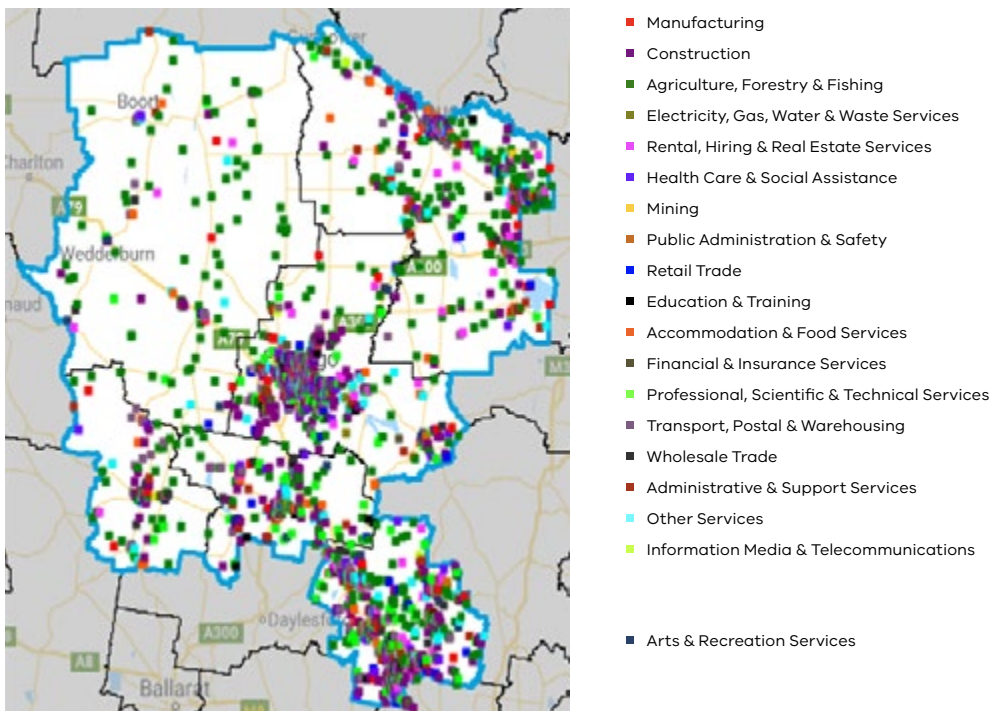 Manufacturing
Construction
Agriculture, Forestry & Fishing
Electricity, Gas, Water & Waste Services
Rental, Hiring & Real Estate Services
Health Care & Social Assistance
Mining
Public Administration & Safety
Retail Trade
Education & Training
Accommodation & Food Services
Financial & Insurance Services
Professional, Scientific & Technical Services
Transport, Postal & Warehousing
Wholesale Trade
Administrative & Support Services
Other Services
Information Media & Telecommunications
Arts & Recreation Services
Boort
Charlton
Wedderburn
A300
A8
Ballarat